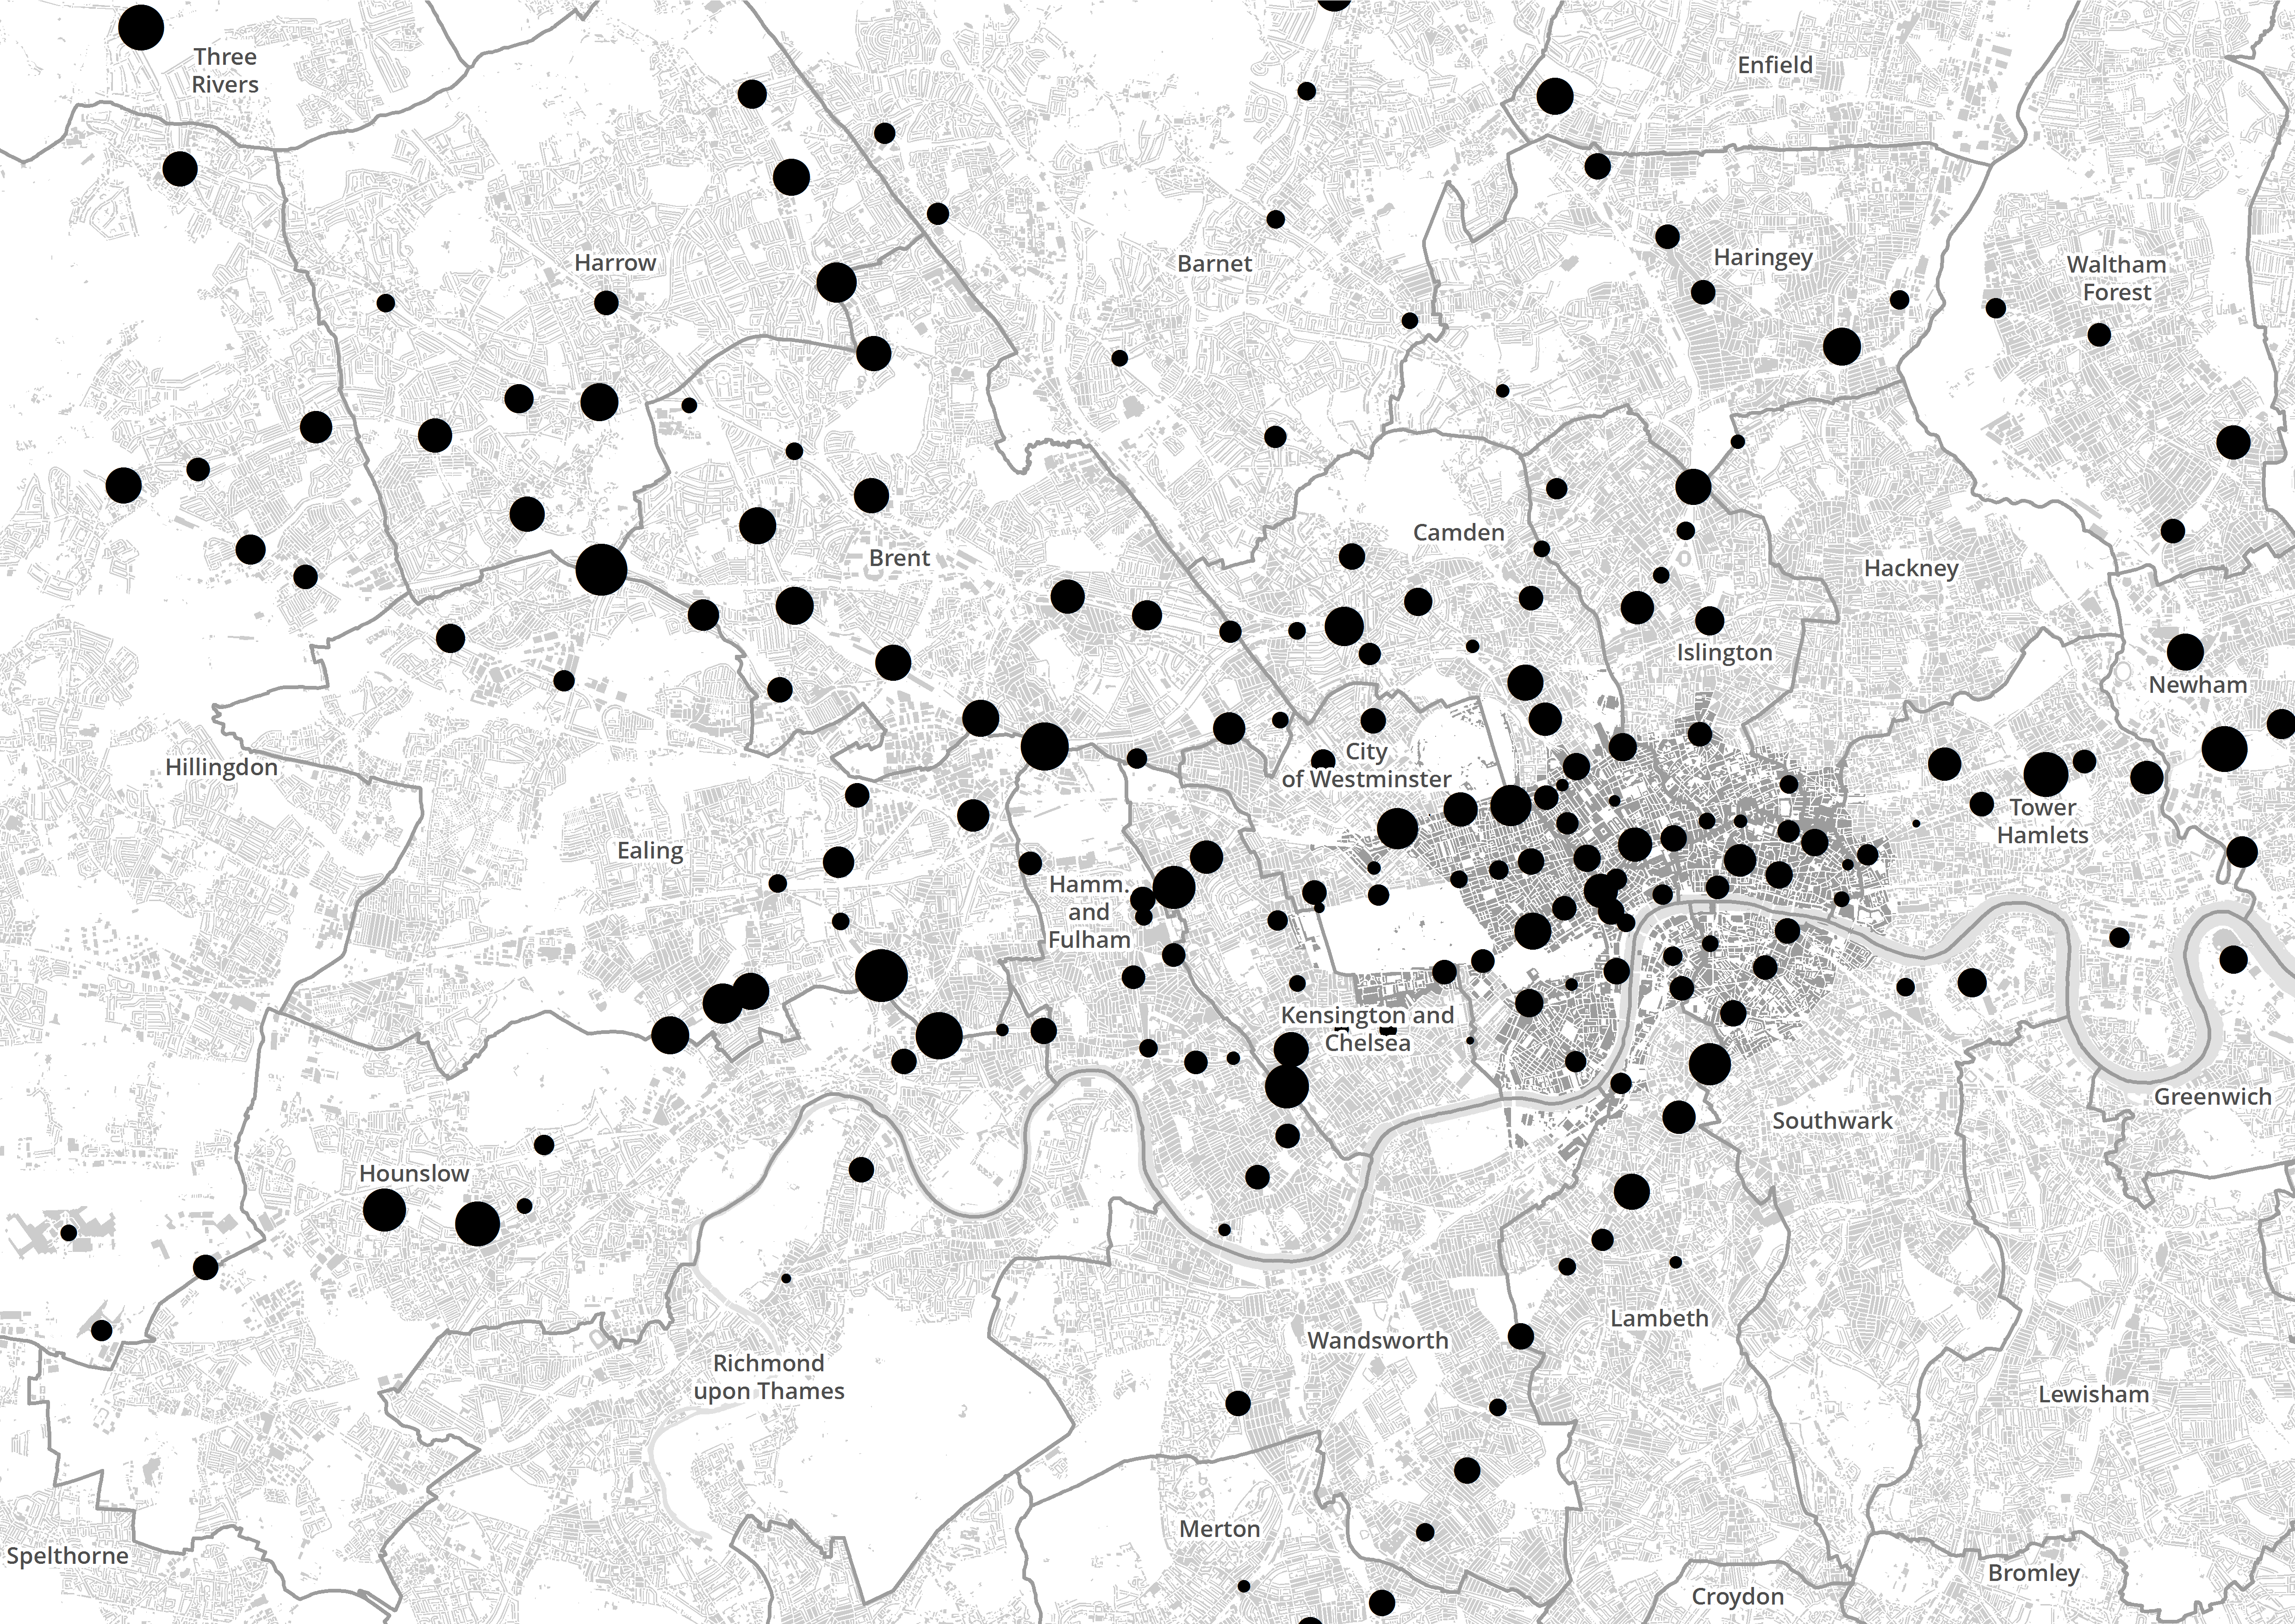 Three
Rivers
Enfield
Harrow
Barnet
Haringey
Waltham
Forest
Camden
Brent
Hackney
Islington
Newham
Hillingdon
City
of Westminster
Tower
Hamlets
Ealing
Hamm.
and
Fulham
Kensington and
Chelsea
Greenwich
Southwark
Hounslow
Lambeth
Wandsworth
Richmond
upon Thames
Lewisham
Merton
Spelthorne
Bromley
Croydon